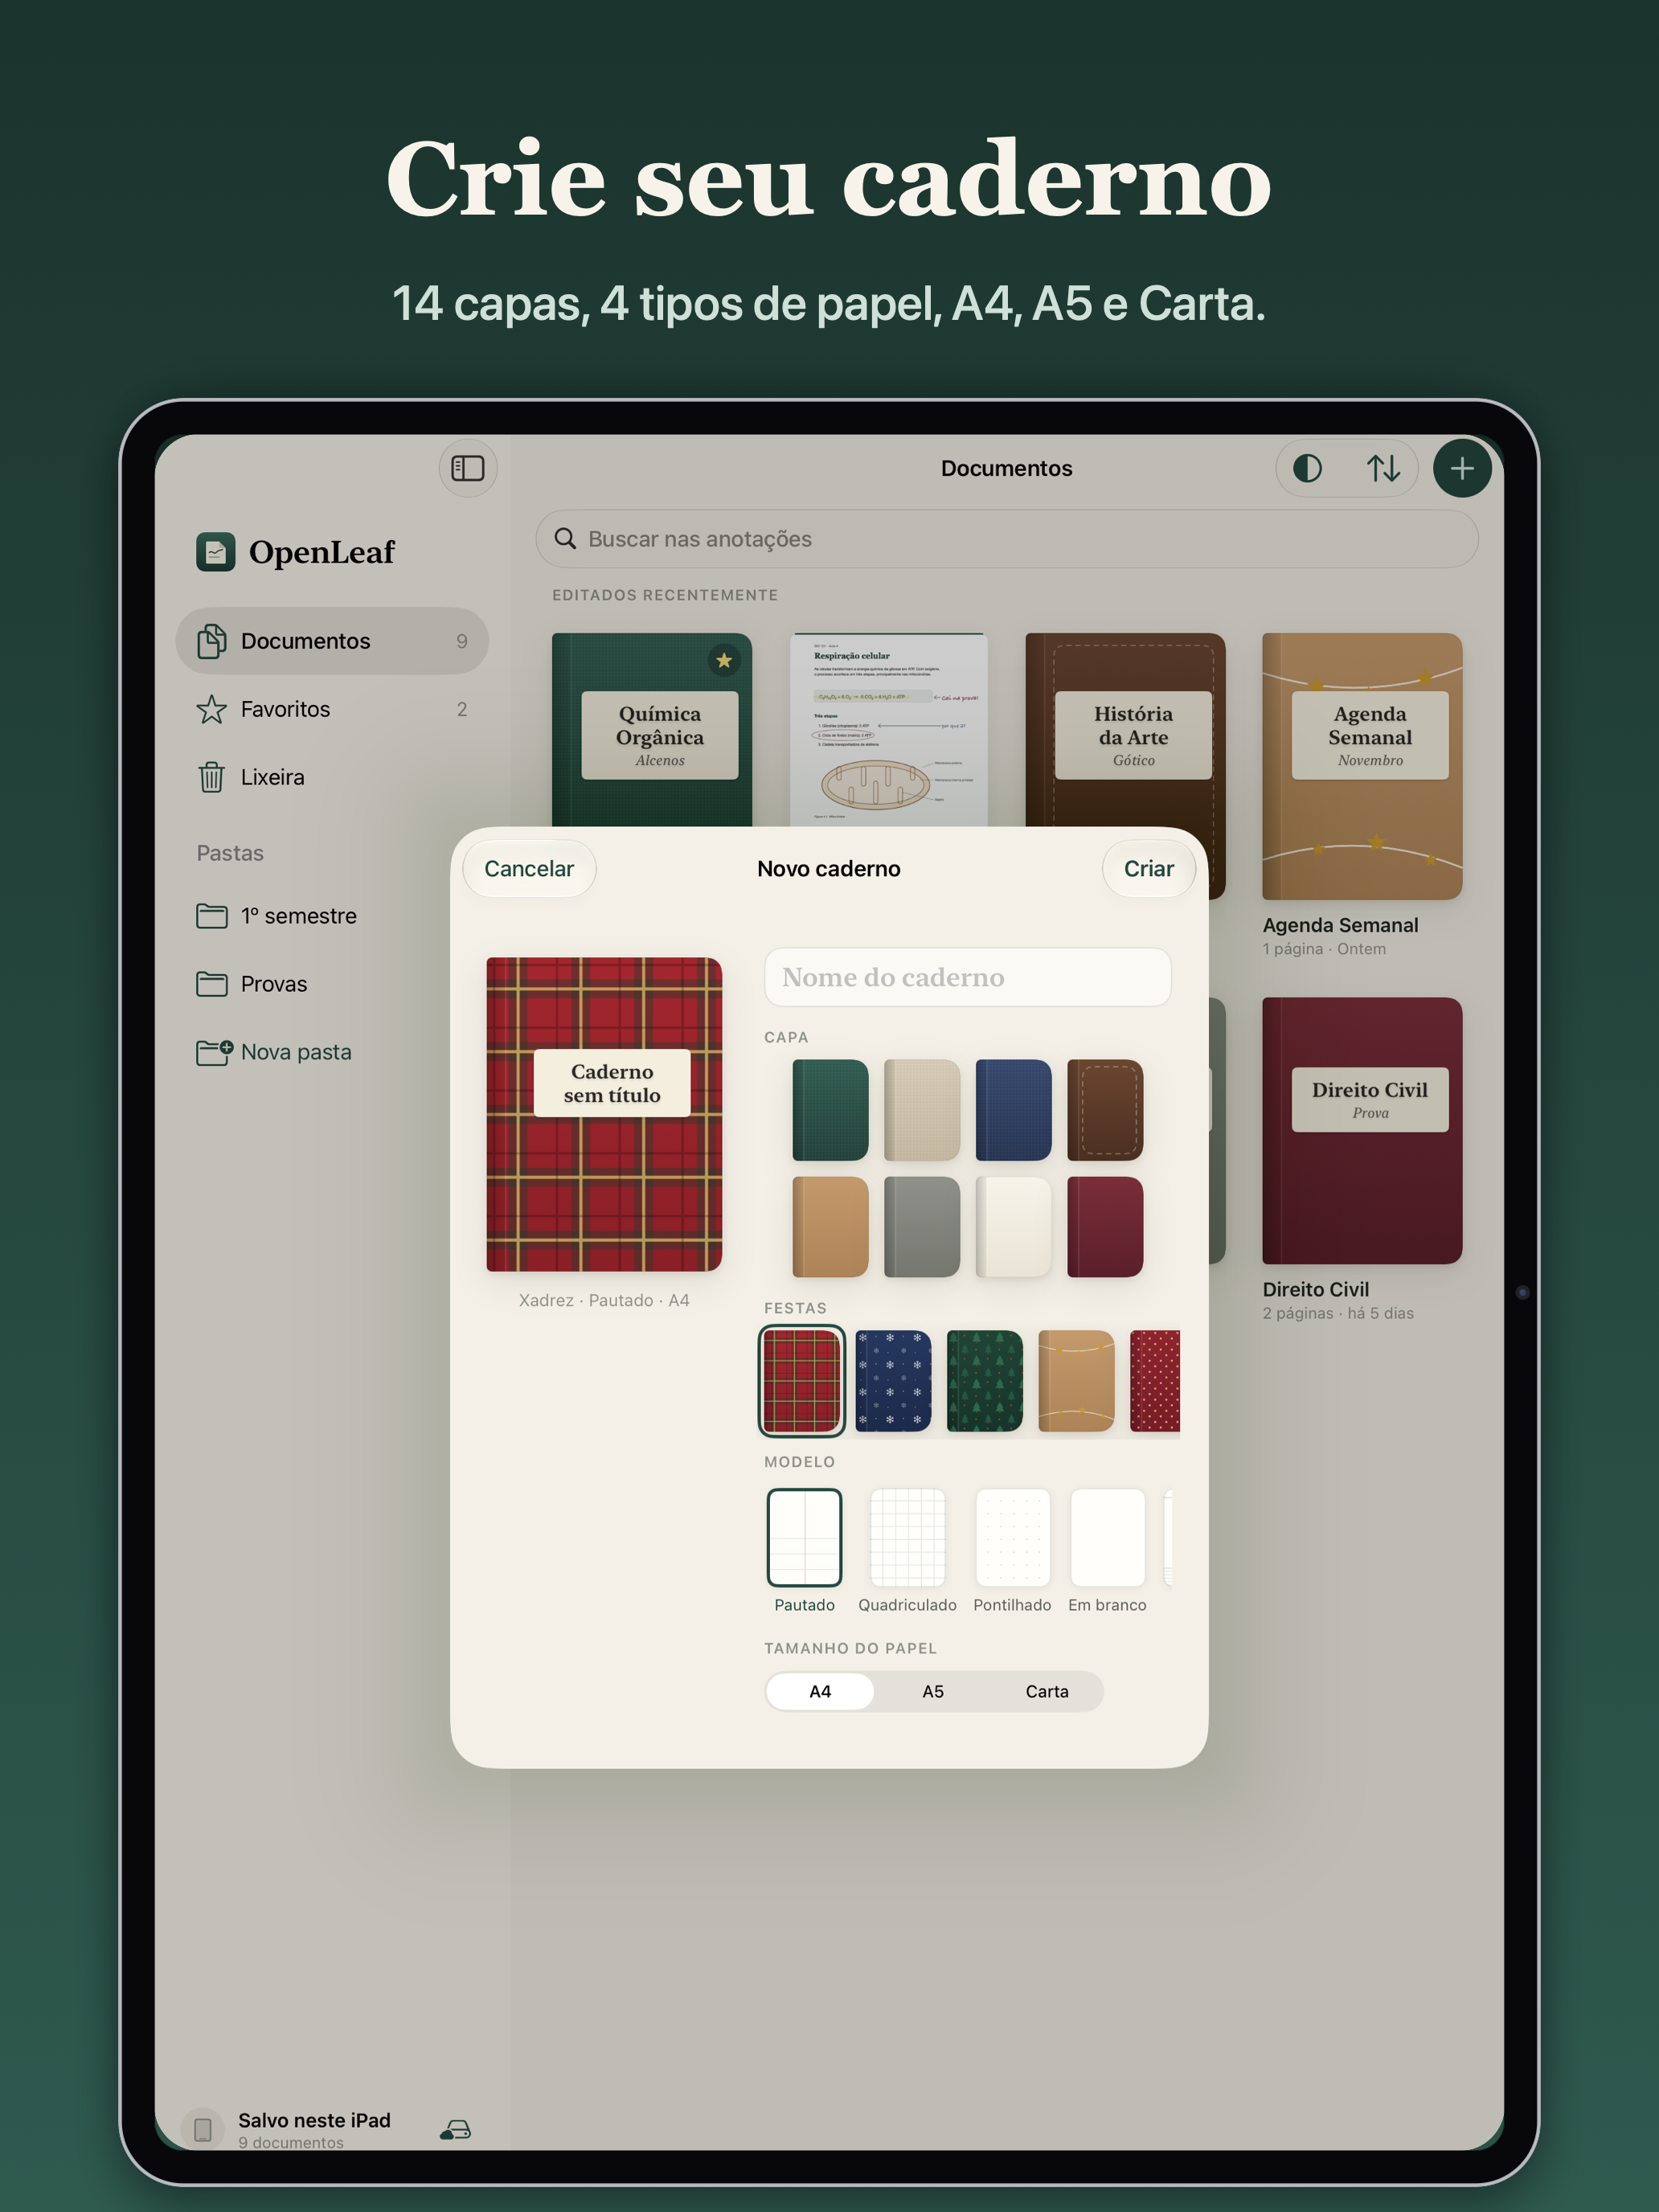 Crie seu caderno
14 capas, 4 tipos de papel, A4, A5 e Carta.
Documentos
OpenLeaf
Buscar nas anotações
EDITADOS RECENTEMENTE
Documentos 9
Favoritos 2
Lixeira
Pastas
1º semestre
Provas
Nova pasta
Química
Orgânica
Alcenos
Respiração celular
Três etapas
História
da Arte
Gótico
Agenda
Semanal
Novembro
Agenda Semanal
1 página · Ontem
Direito Civil
Prova
Direito Civil
2 páginas · há 5 dias
Cancelar
Novo caderno
Criar
Caderno
sem título
Xadrez · Pautado · A4
Nome do caderno
CAPA
FESTAS
MODELO
Pautado
Quadriculado
Pontilhado
Em branco
TAMANHO DO PAPEL
A4
A5
Carta
Salvo neste iPad
9 documentos